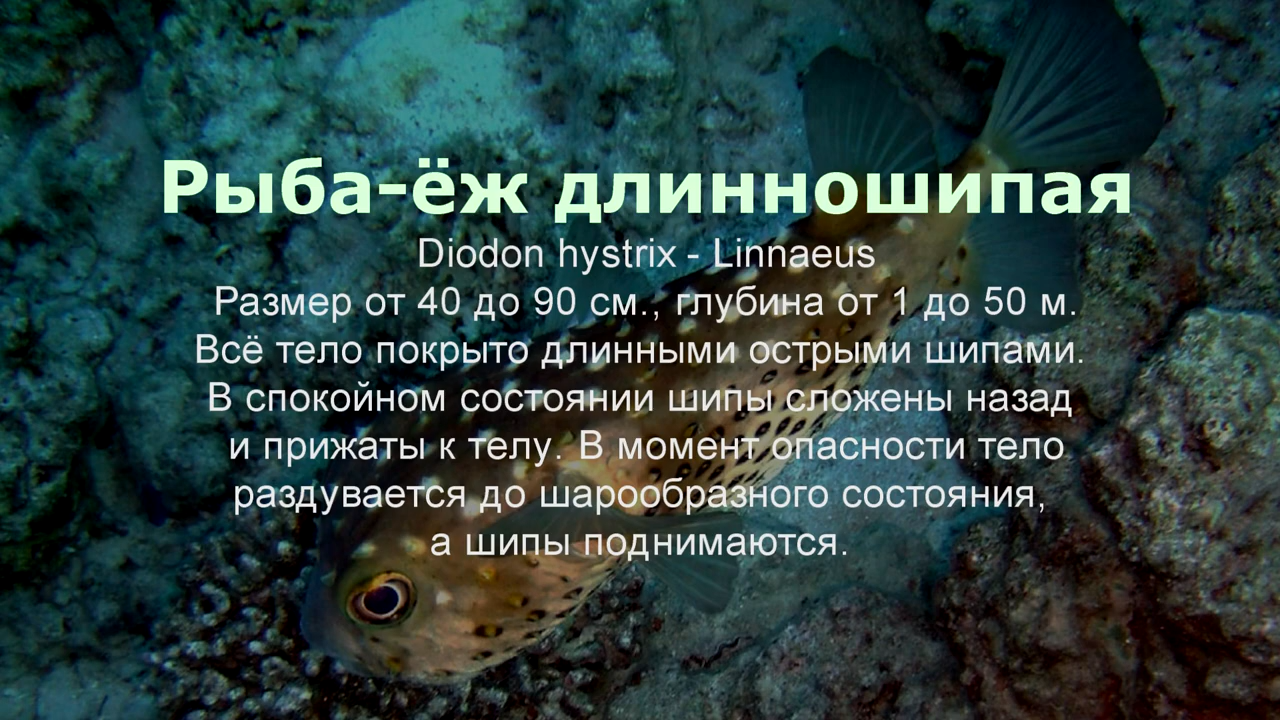 Рыба-ёж длинношипая
Diodon hystrix - Linnaeus
Размер от 40 до 90 см., глубина от 1 до 50 м.
Всё тело покрыто длинными острыми шипами.
В спокойном состоянии шипы сложены назад
и прижаты к телу. В момент опасности тело
раздувается до шарообразного состояния,
а шипы поднимаются.